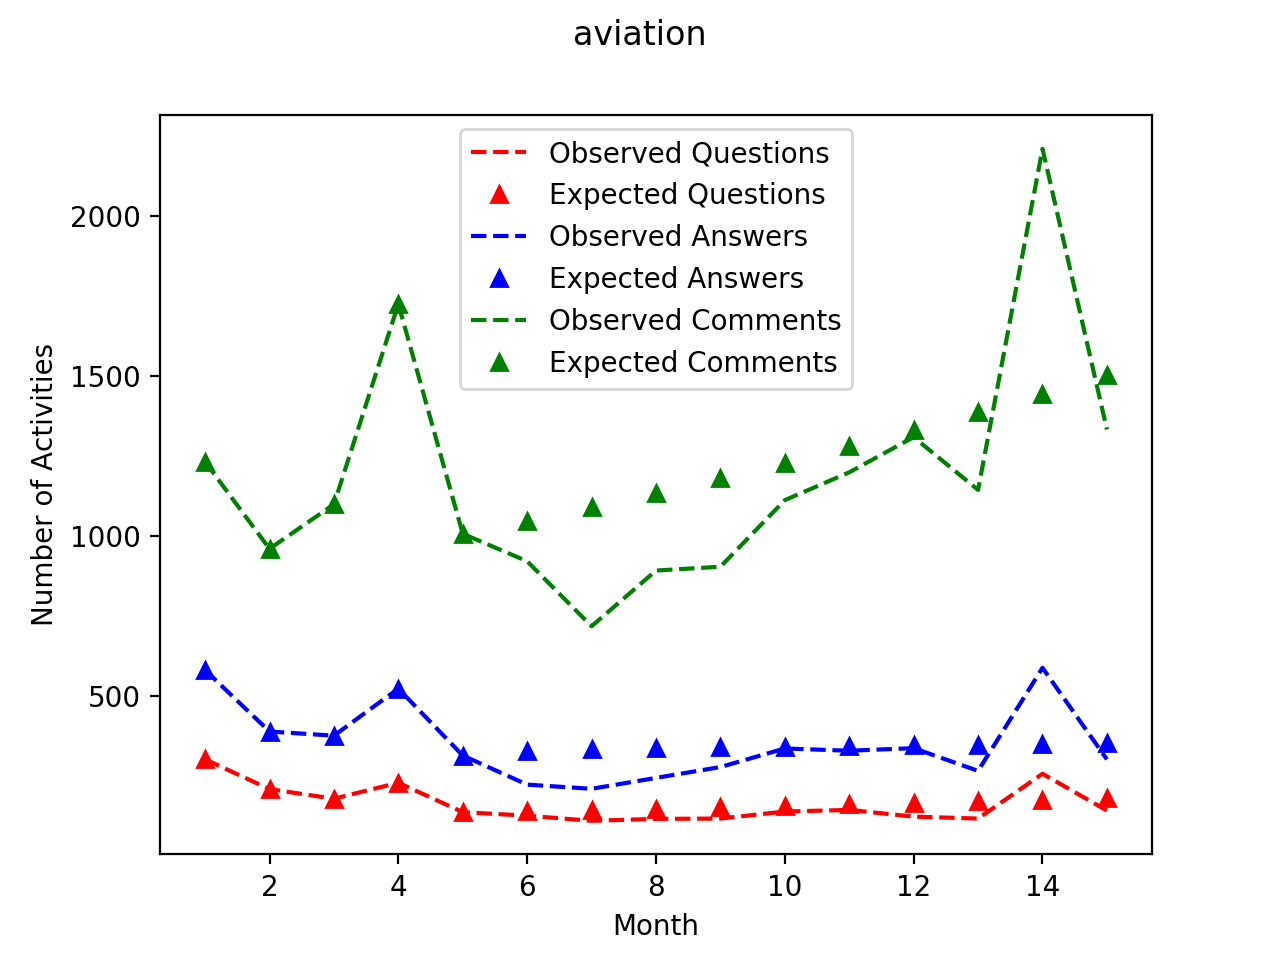 aviation
Observed Questions
Expected Questions
Observed Answers
Expected Answers
Observed Comments
Expected Comments
Number of Activities
2000
1500
1000
500
2 4 6 8 10 12 14
Month